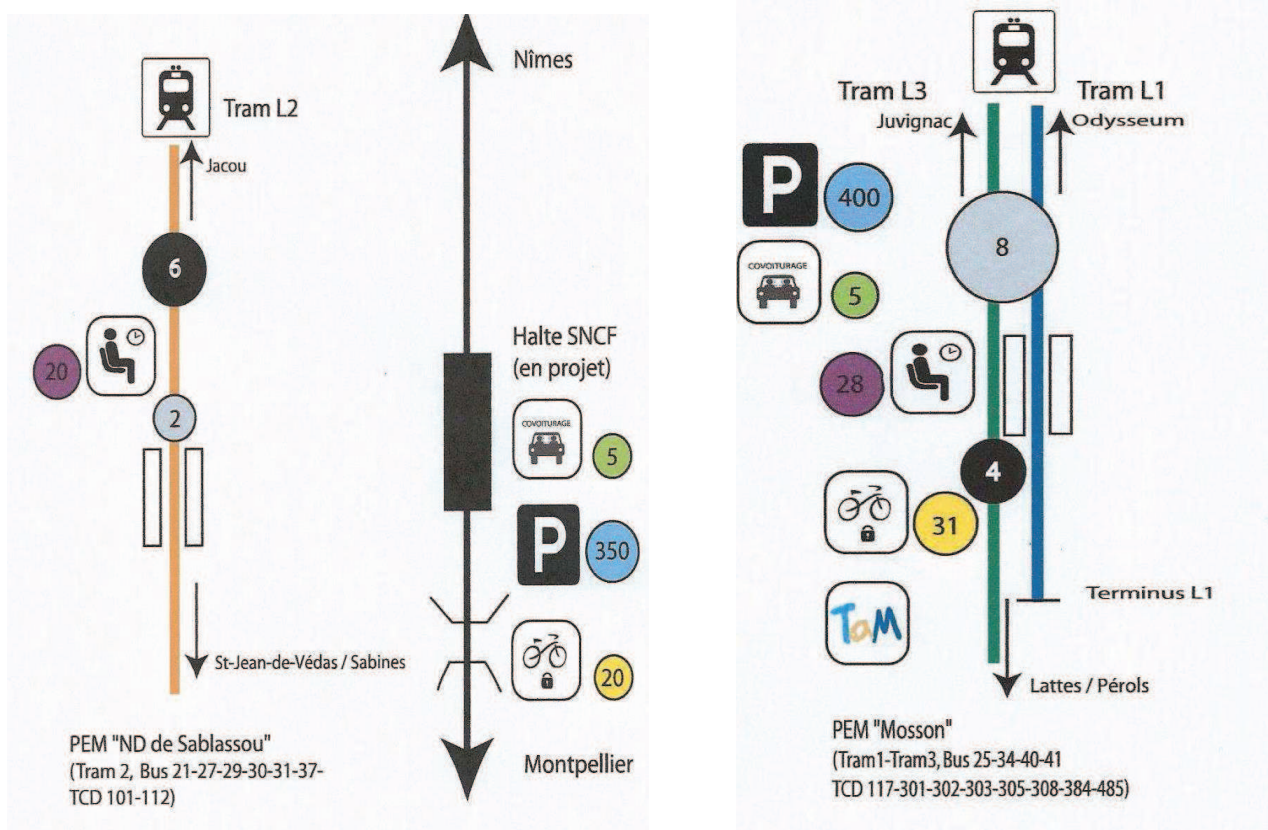 Tram L2
Jacou
6
20
2
St-Jean-de-Védas / Sabines
PEM "ND de Sablassou"
(Tram 2, Bus 21-27-29-30-31-37-
TCD 101-112)
Nîmes
Halte SNCF
(en projet)
COVOITURAGE
5
P
350
20
Montpellier
Tram L3
Juvignac
Tram L1
Odysseum
P
400
8
COVOITURAGE
5
28
4
31
TaM
Terminus L1
Lattes / Pérols
PEM "Mosson"
(Tram1-Tram3, Bus 25-34-40-41
TCD 117-301-302-303-305-308-384-485)